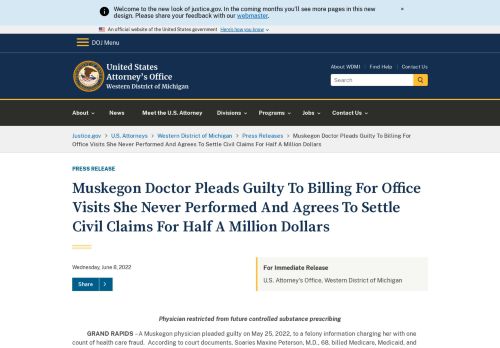 Welcome to the new look of justice.gov. In the coming months you'll see more pages in this new
design. Please share your feedback with our webmaster.
×
An official website of the United States government Here's how you know
DOJ Menu
United States
Attorney's Office
Western District of Michigan
About WDMI | Find Help | Contact Us
Search
About News Meet the U.S. Attorney Divisions Programs Jobs Contact Us
Justice.gov > U.S. Attorneys > Western District of Michigan > Press Releases > Muskegon Doctor Pleads Guilty To Billing For
Office Visits She Never Performed And Agrees To Settle Civil Claims For Half A Million Dollars
PRESS RELEASE
Muskegon Doctor Pleads Guilty To Billing For Office
Visits She Never Performed And Agrees To Settle
Civil Claims For Half A Million Dollars
Wednesday, June 8, 2022
Share >
For Immediate Release
U.S. Attorney's Office, Western District of Michigan
Physician restricted from future controlled substance prescribing
GRAND RAPIDS – A Muskegon physician pleaded guilty on May 25, 2022, to a felony information charging her with one
count of health care fraud. According to court documents, Soaries Maxine Peterson, M.D., 68, billed Medicare, Medicaid, and